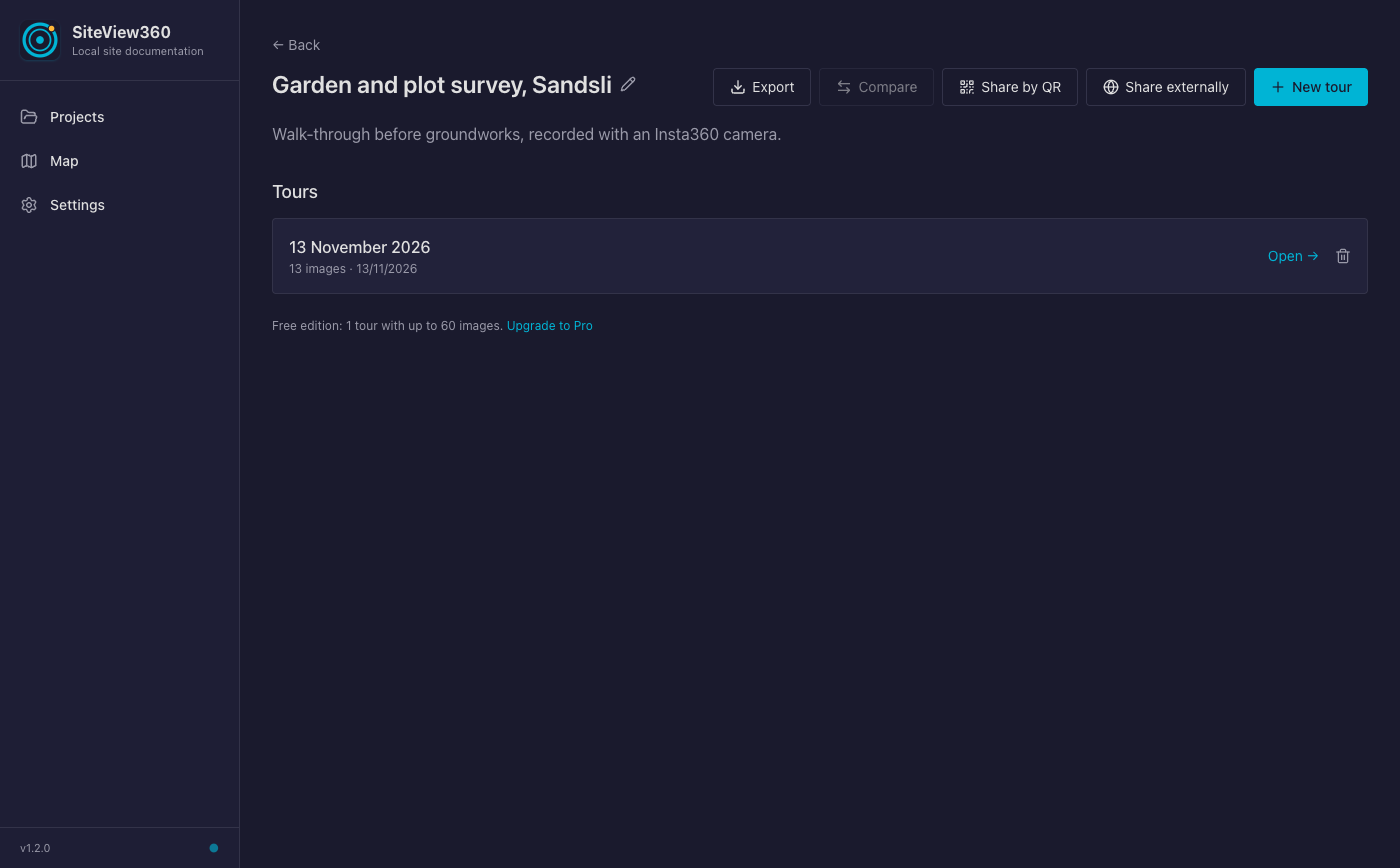 SiteView360
Local site documentation
Projects
Map
Settings
v1.2.0
← Back
Garden and plot survey, Sandsli
Export
Compare
Share by QR
Share externally
+ New tour
Walk-through before groundworks, recorded with an Insta360 camera.
Tours
13 November 2026
13 images · 13/11/2026
Open →
Free edition: 1 tour with up to 60 images. Upgrade to Pro